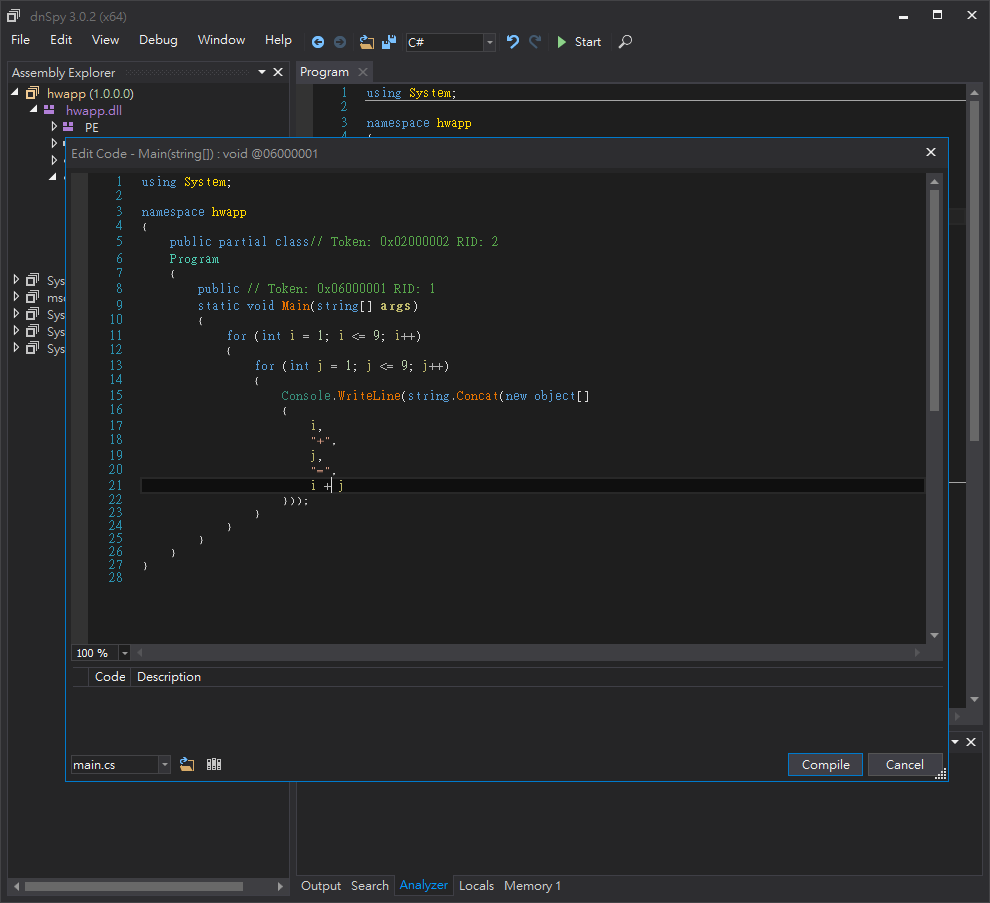 dnSpy 3.0.2 (x64)
File Edit View Debug Window Help C# Start
Assembly Explorer
Program
hwapp (1.0.0.0)
hwapp.dll
PE
1 using System;
2
3 namespace hwapp
4 {
Edit Code - Main(string[]) : void @06000001
1 using System;
2
3 namespace hwapp
4 {
5 public partial class// Token: 0x02000002 RID: 2
6 Program
7 {
8 public // Token: 0x06000001 RID: 1
9 static void Main(string[] args)
10 {
11 for (int i = 1; i <= 9; i++)
12 {
13 for (int j = 1; j <= 9; j++)
14 {
15 Console.WriteLine(string.Concat(new object[]
16 {
17 i,
18 "+",
19 j,
20 "=",
21 i + j
22 }));
23 }
24 }
25 }
26 }
27 }
28
Sys
msc
Sys
Sys
Sys
100 %
Code Description
main.cs
Compile Cancel
Output Search Analyzer Locals Memory 1